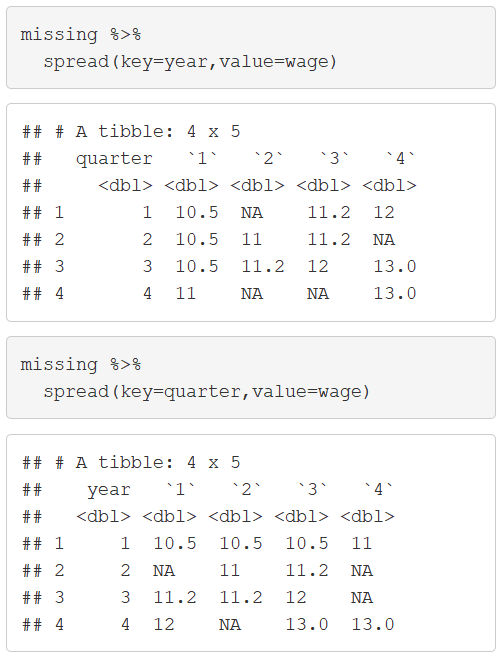 missing %>%
  spread(key=year,value=wage)
## # A tibble: 4 x 5
##   quarter   `1`   `2`   `3`   `4`
##     <dbl> <dbl> <dbl> <dbl> <dbl>
## 1       1  10.5  NA    11.2  12
## 2       2  10.5  11    11.2  NA
## 3       3  10.5  11.2  12    13.0
## 4       4  11    NA    NA    13.0
missing %>%
  spread(key=quarter,value=wage)
## # A tibble: 4 x 5
##    year   `1`   `2`   `3`   `4`
##   <dbl> <dbl> <dbl> <dbl> <dbl>
## 1     1  10.5  10.5  10.5  11
## 2     2  NA    11    11.2  NA
## 3     3  11.2  11.2  12    NA
## 4     4  12    NA    13.0  13.0